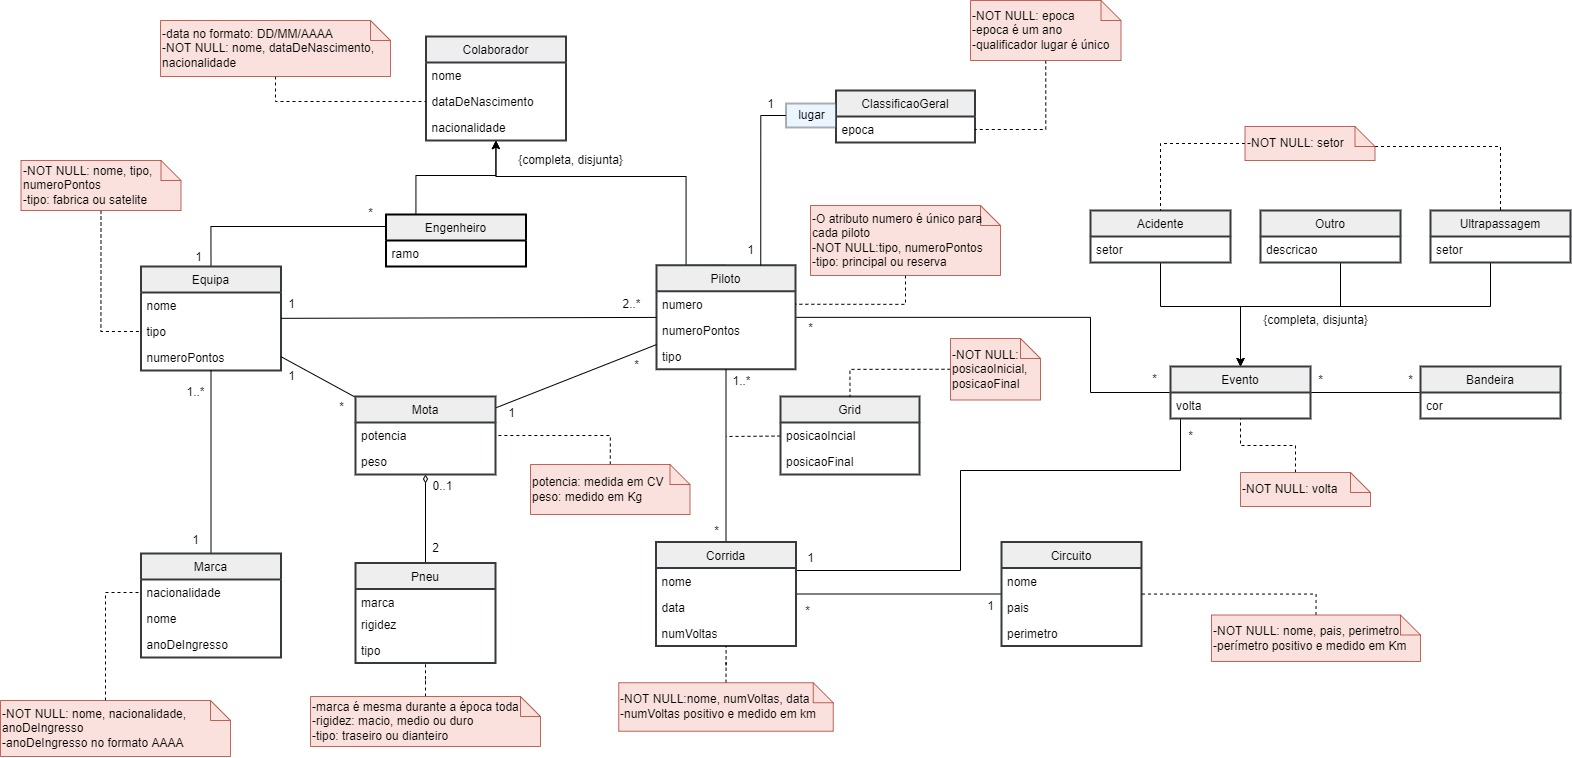 -NOT NULL: epoca
-epoca é um ano
-qualificador lugar é único
-data no formato: DD/MM/AAAA
-NOT NULL: nome, dataDeNascimento,
nacionalidade
Colaborador
nome
dataDeNascimento
nacionalidade
1
lugar
ClassificaoGeral
epoca
{completa, disjunta}
-NOT NULL: setor
-NOT NULL: nome, tipo,
numeroPontos
-tipo: fabrica ou satelite
*
Engenheiro
ramo
1
1
-O atributo numero é único para
cada piloto
-NOT NULL:tipo, numeroPontos
-tipo: principal ou reserva
Acidente
setor
Outro
descricao
Ultrapassagem
setor
Equipa
nome
tipo
numeroPontos
1
2..*
Piloto
numero
numeroPontos
tipo
*
{completa, disjunta}
1
*
1..*
1..*
-NOT NULL:
posicaoInicial,
posicaoFinal
*
Evento
volta
*
*
Bandeira
cor
*
Mota
potencia
peso
1
Grid
posicaoIncial
posicaoFinal
*
0..1
potencia: medida em CV
peso: medido em Kg
-NOT NULL: volta
1
2
*
Marca
nacionalidade
nome
anoDeIngresso
Pneu
marca
rigidez
tipo
Corrida
nome
data
numVoltas
1
*
1
Circuito
nome
pais
perimetro
-NOT NULL: nome, pais, perimetro
-perímetro positivo e medido em Km
-NOT NULL: nome, nacionalidade,
anoDeIngresso
-anoDeIngresso no formato AAAA
-marca é mesma durante a época toda
-rigidez: macio, medio ou duro
-tipo: traseiro ou dianteiro
-NOT NULL:nome, numVoltas, data
-numVoltas positivo e medido em km